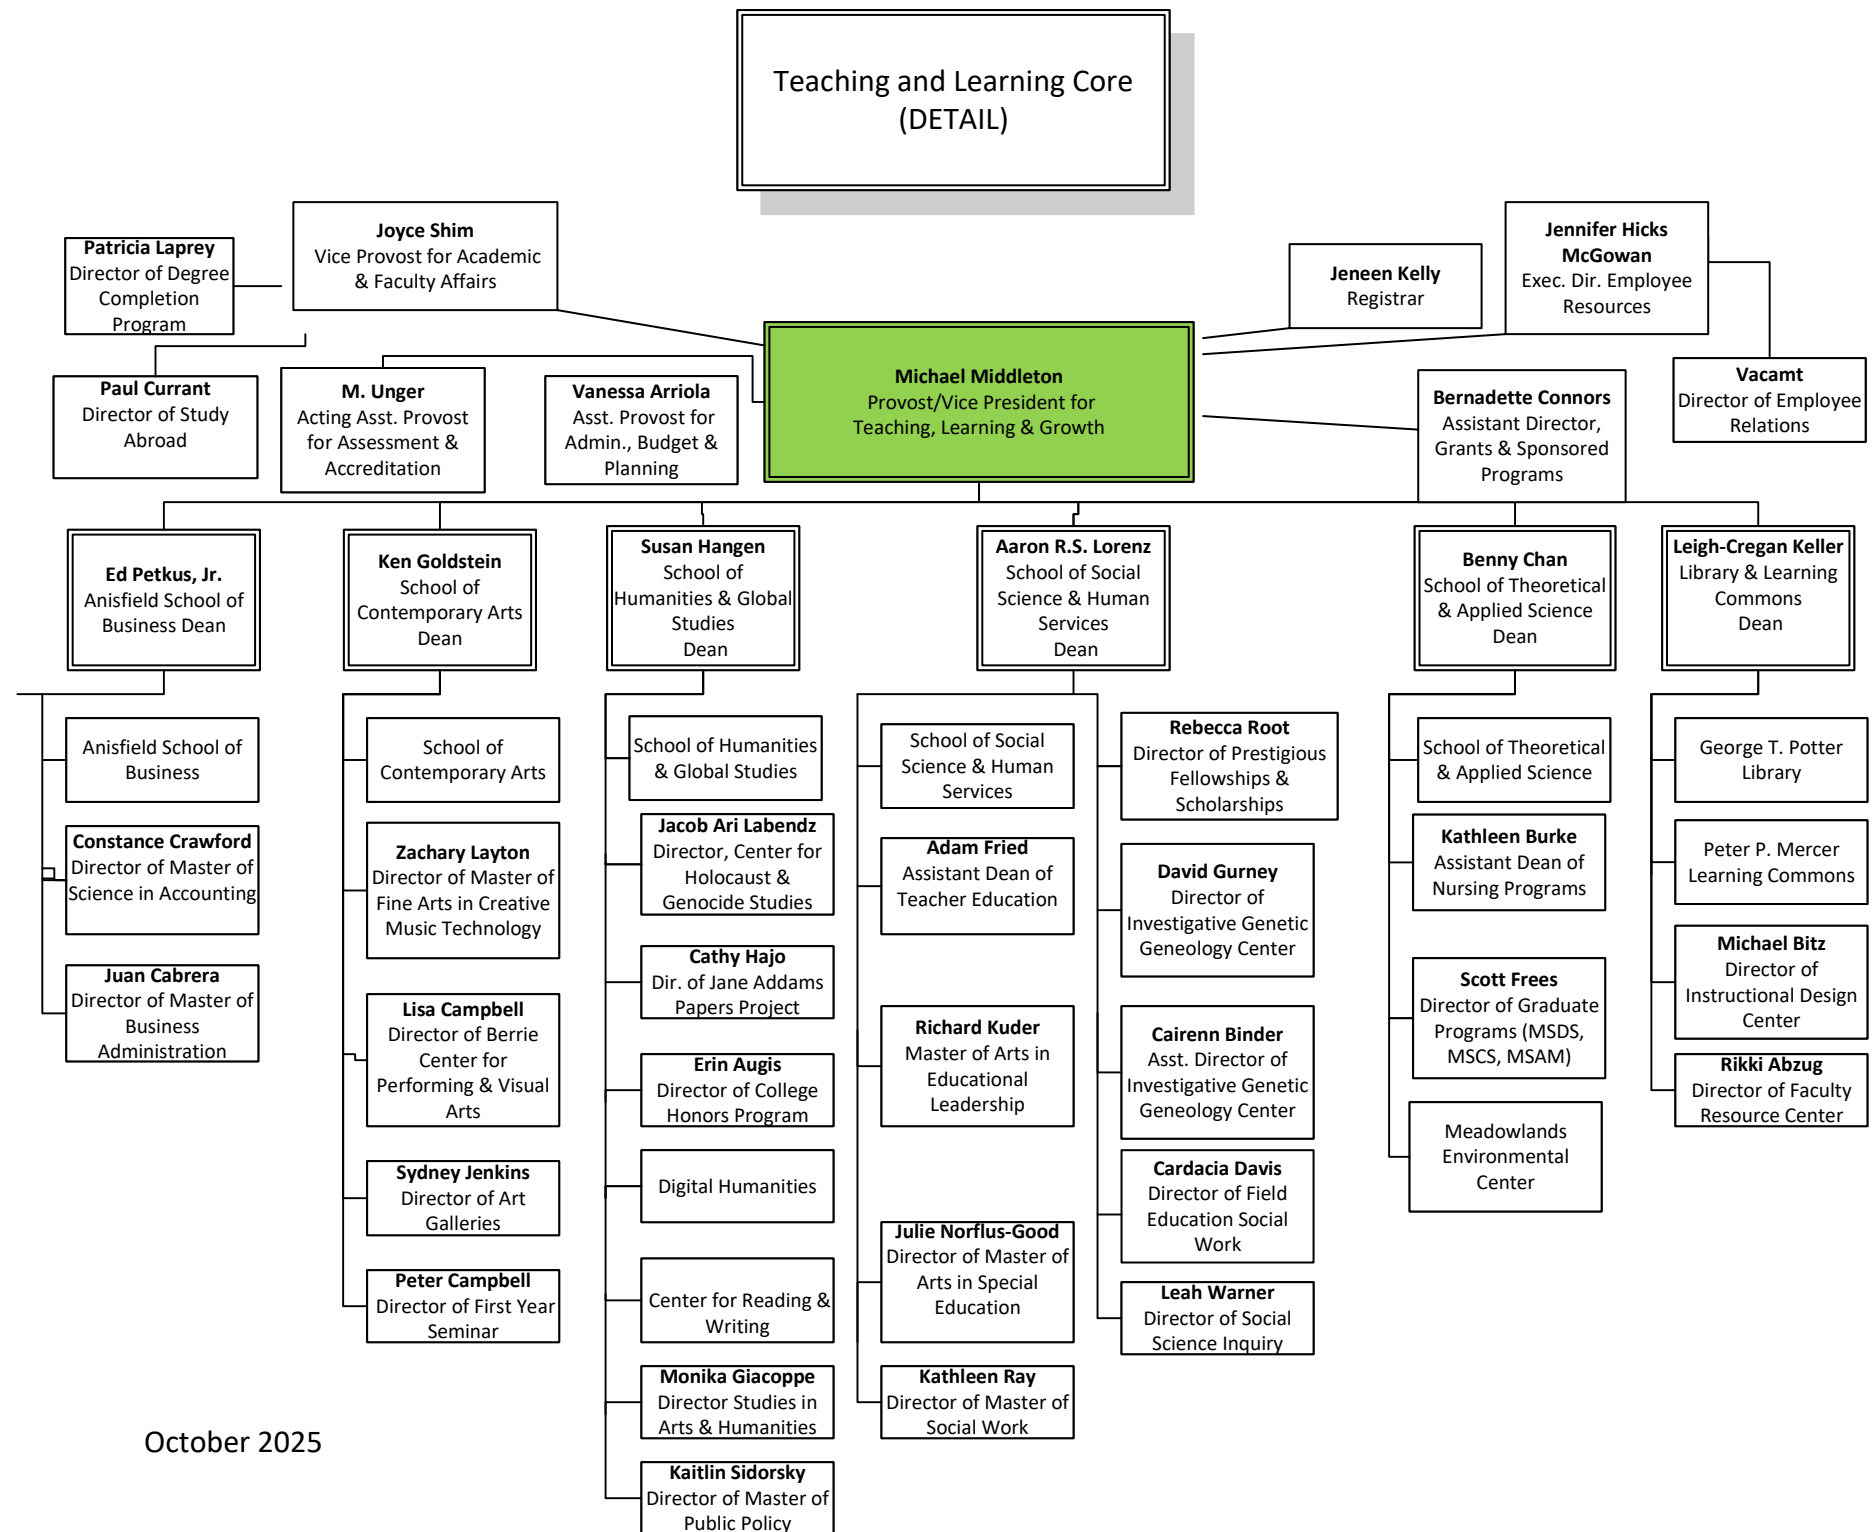 Teaching and Learning Core
(DETAIL)
Patricia Laprey
Director of Degree
Completion
Program
Joyce Shim
Vice Provost for Academic
& Faculty Affairs
Jeneen Kelly
Registrar
Jennifer Hicks
McGowan
Exec. Dir. Employee
Resources
Paul Currant
Director of Study
Abroad
M. Unger
Acting Asst. Provost
for Assessment &
Accreditation
Vanessa Arriola
Asst. Provost for
Admin., Budget &
Planning
Michael Middleton
Provost/Vice President for
Teaching, Learning & Growth
Bernadette Connors
Assistant Director,
Grants & Sponsored
Programs
Vacamt
Director of Employee
Relations
Ed Petkus, Jr.
Anisfield School of
Business Dean
Ken Goldstein
School of
Contemporary Arts
Dean
Susan Hangen
School of
Humanities & Global
Studies
Dean
Aaron R.S. Lorenz
School of Social
Science & Human
Services
Dean
Benny Chan
School of Theoretical
& Applied Science
Dean
Leigh-Cregan Keller
Library & Learning
Commons
Dean
Anisfield School of
Business
Constance Crawford
Director of Master of
Science in Accounting
Juan Cabrera
Director of Master of
Business
Administration
School of
Contemporary Arts
Zachary Layton
Director of Master of
Fine Arts in Creative
Music Technology
Lisa Campbell
Director of Berrie
Center for
Performing & Visual
Arts
Sydney Jenkins
Director of Art
Galleries
Peter Campbell
Director of First Year
Seminar
School of Humanities
& Global Studies
Jacob Ari Labendz
Director, Center for
Holocaust &
Genocide Studies
Cathy Hajo
Dir. of Jane Addams
Papers Project
Erin Augis
Director of College
Honors Program
Digital Humanities
Center for Reading &
Writing
Monika Giacoppe
Director Studies in
Arts & Humanities
Kaitlin Sidorsky
Director of Master of
Public Policy
School of Social
Science & Human
Services
Adam Fried
Assistant Dean of
Teacher Education
Richard Kuder
Master of Arts in
Educational
Leadership
Julie Norflus-Good
Director of Master of
Arts in Special
Education
Kathleen Ray
Director of Master of
Social Work
Rebecca Root
Director of Prestigious
Fellowships &
Scholarships
David Gurney
Director of
Investigative Genetic
Geneology Center
Cairenn Binder
Asst. Director of
Investigative Genetic
Geneology Center
Cardacia Davis
Director of Field
Education Social
Work
Leah Warner
Director of Social
Science Inquiry
School of Theoretical
& Applied Science
Kathleen Burke
Assistant Dean of
Nursing Programs
Scott Frees
Director of Graduate
Programs (MSDS,
MSCS, MSAM)
Meadowlands
Environmental
Center
George T. Potter
Library
Peter P. Mercer
Learning Commons
Michael Bitz
Director of
Instructional Design
Center
Rikki Abzug
Director of Faculty
Resource Center
October 2025